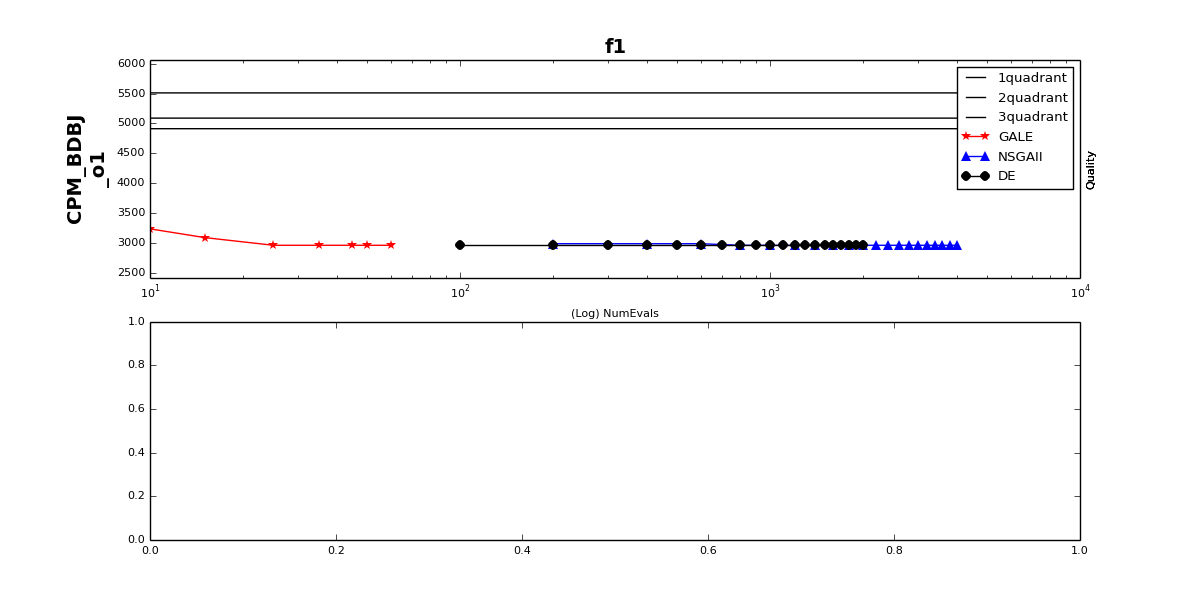 f1
CPM_BDBJ
_o1
6000
5500
5000
4500
4000
3500
3000
2500
1quadrant
2quadrant
3quadrant
GALE
NSGAII
DE
Quality
10^1 10^2 10^3 10^4
(Log) NumEvals
1.0
0.8
0.6
0.4
0.2
0.0
0.0 0.2 0.4 0.6 0.8 1.0